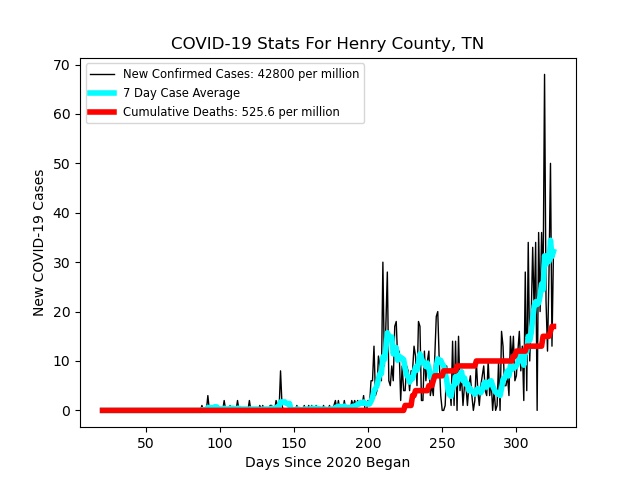 COVID-19 Stats For Henry County, TN
New Confirmed Cases: 42800 per million
7 Day Case Average
Cumulative Deaths: 525.6 per million
New COVID-19 Cases
70
60
50
40
30
20
10
0
50 100 150 200 250 300
Days Since 2020 Began